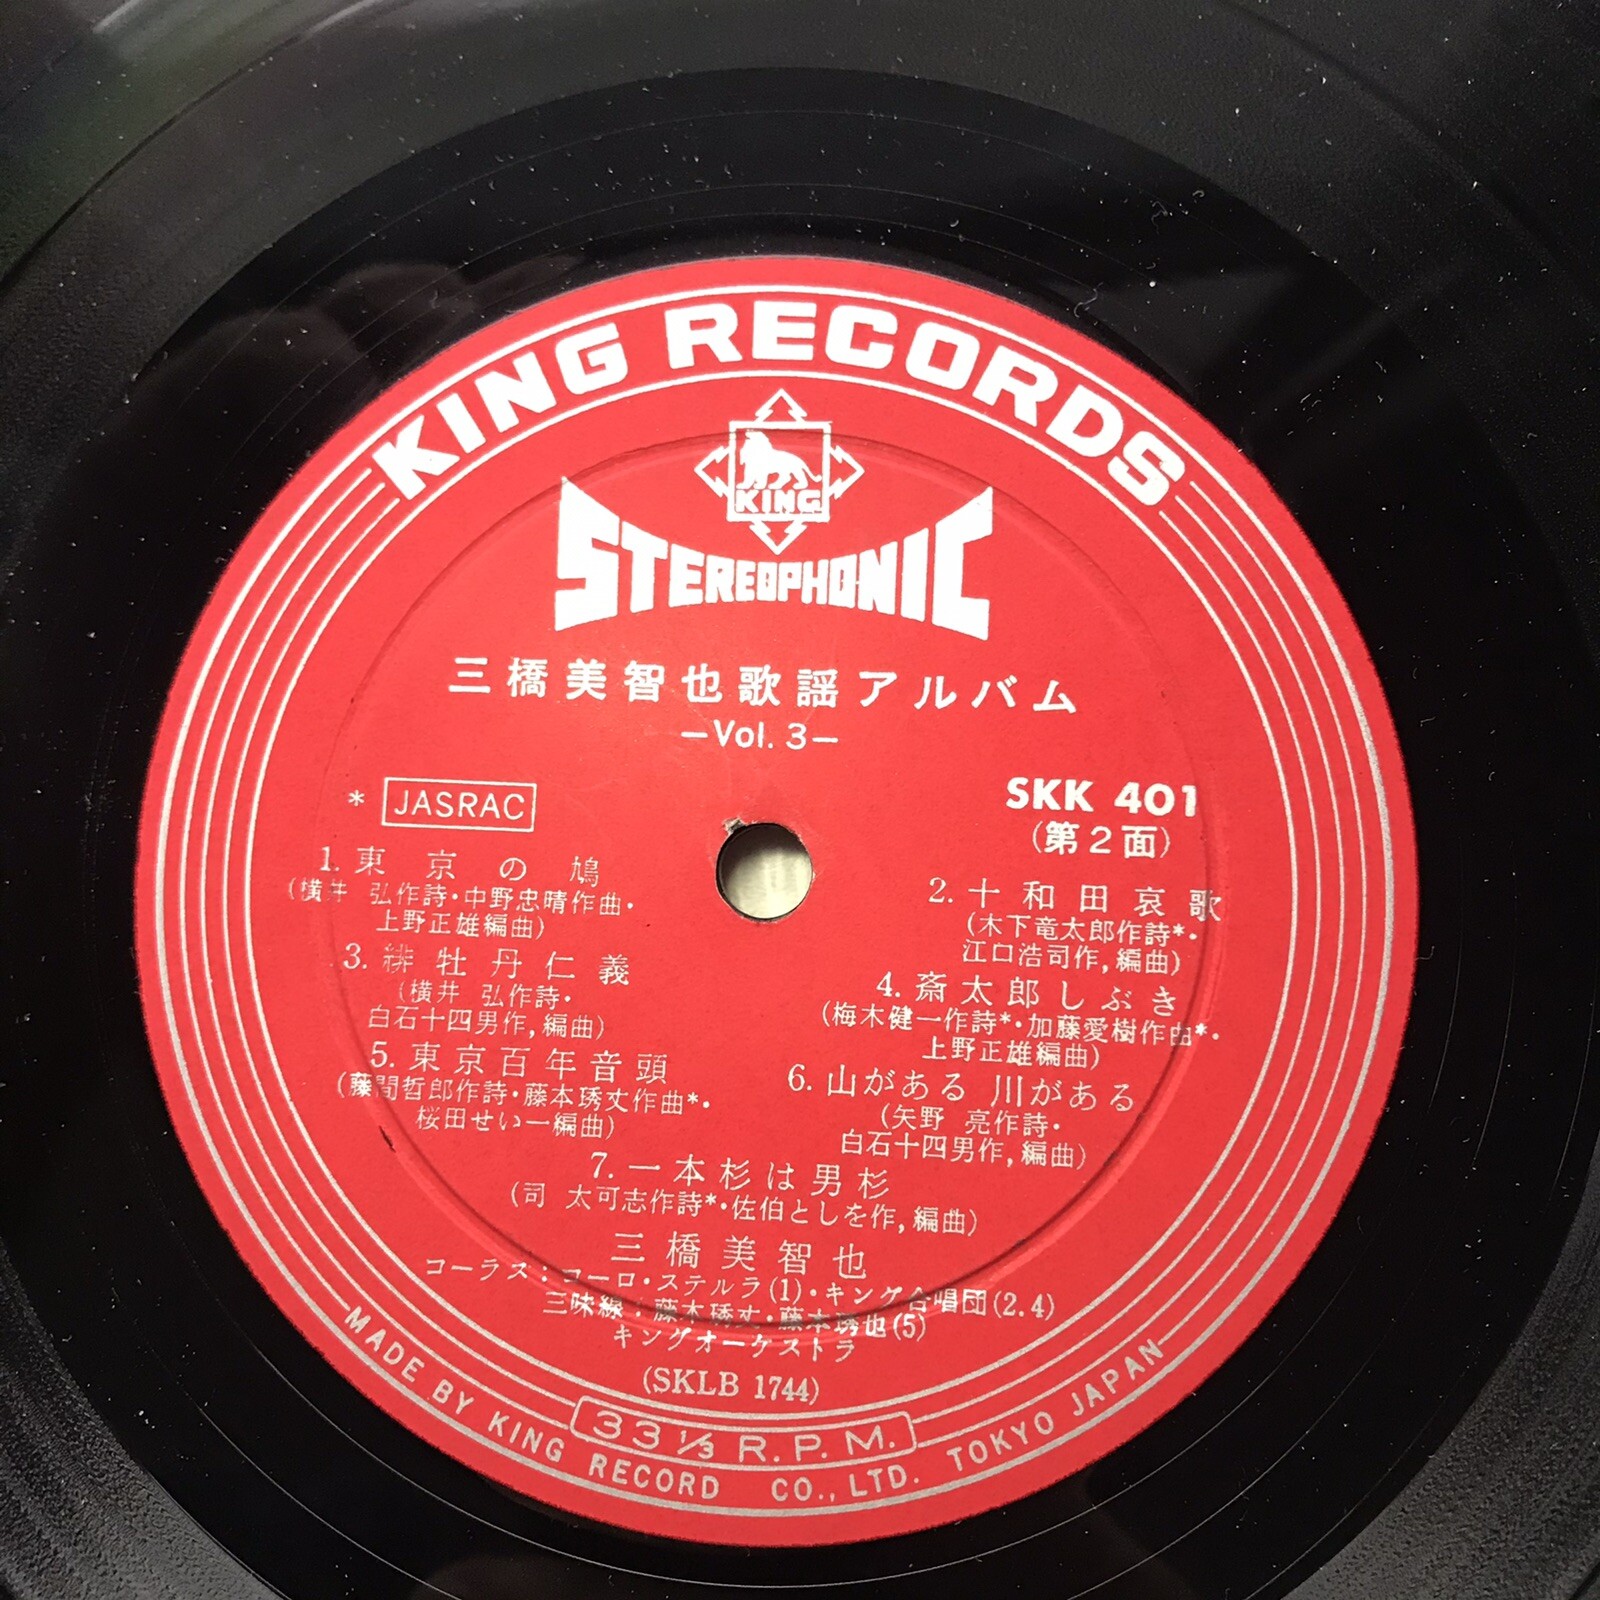 KING RECORDS
KING
STEREOPHONIC
三橋美智也歌謡アルバム
—Vol. 3—
* JASRAC
SKK 401
(第2面)
1. 東京の鳩
(横井 弘作詩・中野忠晴作曲・
上野正雄編曲)
2. 十和田哀歌
(木下竜太郎作詩*・
江口浩司作,編曲)
3. 緋牡丹仁義
(横井 弘作詩・
白石十四男作,編曲)
4. 斎太郎しぶき
(梅木健一作詩*・加藤愛樹作曲*・
上野正雄編曲)
5. 東京百年音頭
(藤間哲郎作詩・藤本琇丈作曲*・
桜田せい一編曲)
6. 山がある 川がある
(矢野 亮作詩・
白石十四男作,編曲)
7. 一本杉は男杉
(司 太可志作詩*・佐伯としを作,編曲)
三橋美智也
コーラス：コーロ・ステルラ(1)・キング合唱団(2.4)
三味線：藤本琇丈・藤本琇也(5)
キングオーケストラ
(SKLB 1744)
33 1/3 R.P.M.
MADE BY KING RECORD CO., LTD. TOKYO JAPAN